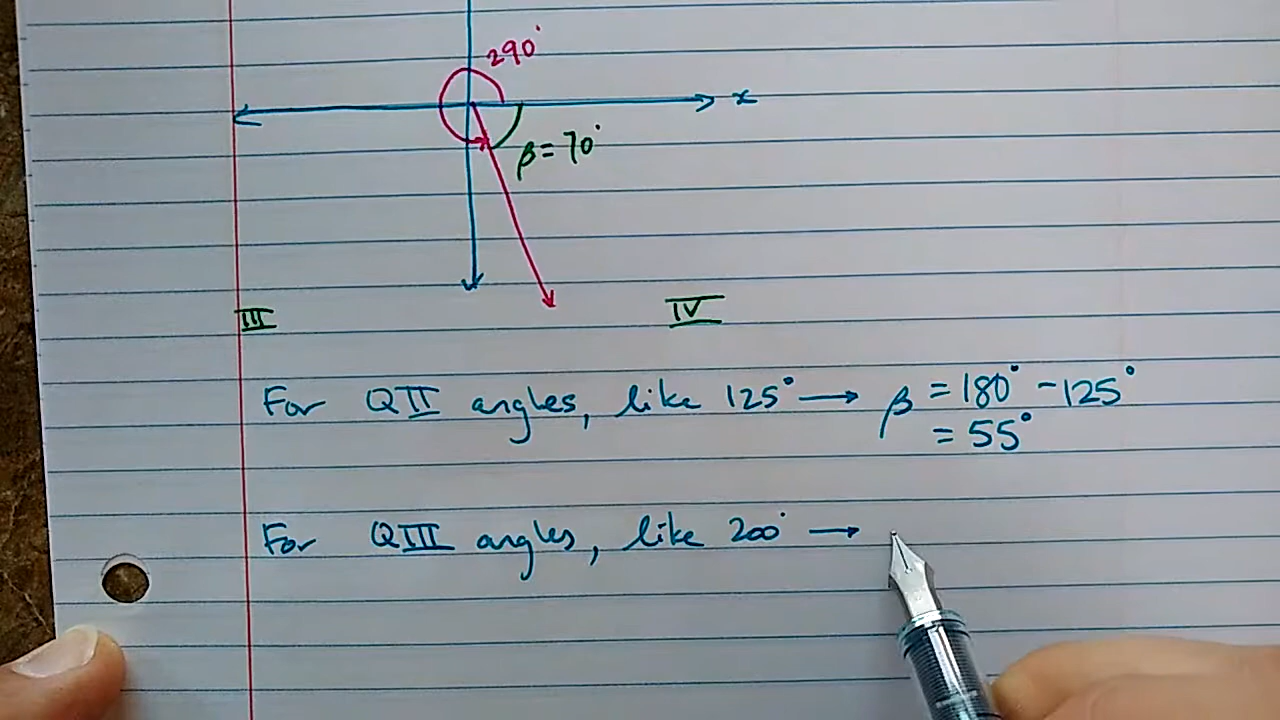 290°
x
β = 70°
III
IV
For QII angles, like 125° → β = 180° - 125°
= 55°
For QIII angles, like 200° →